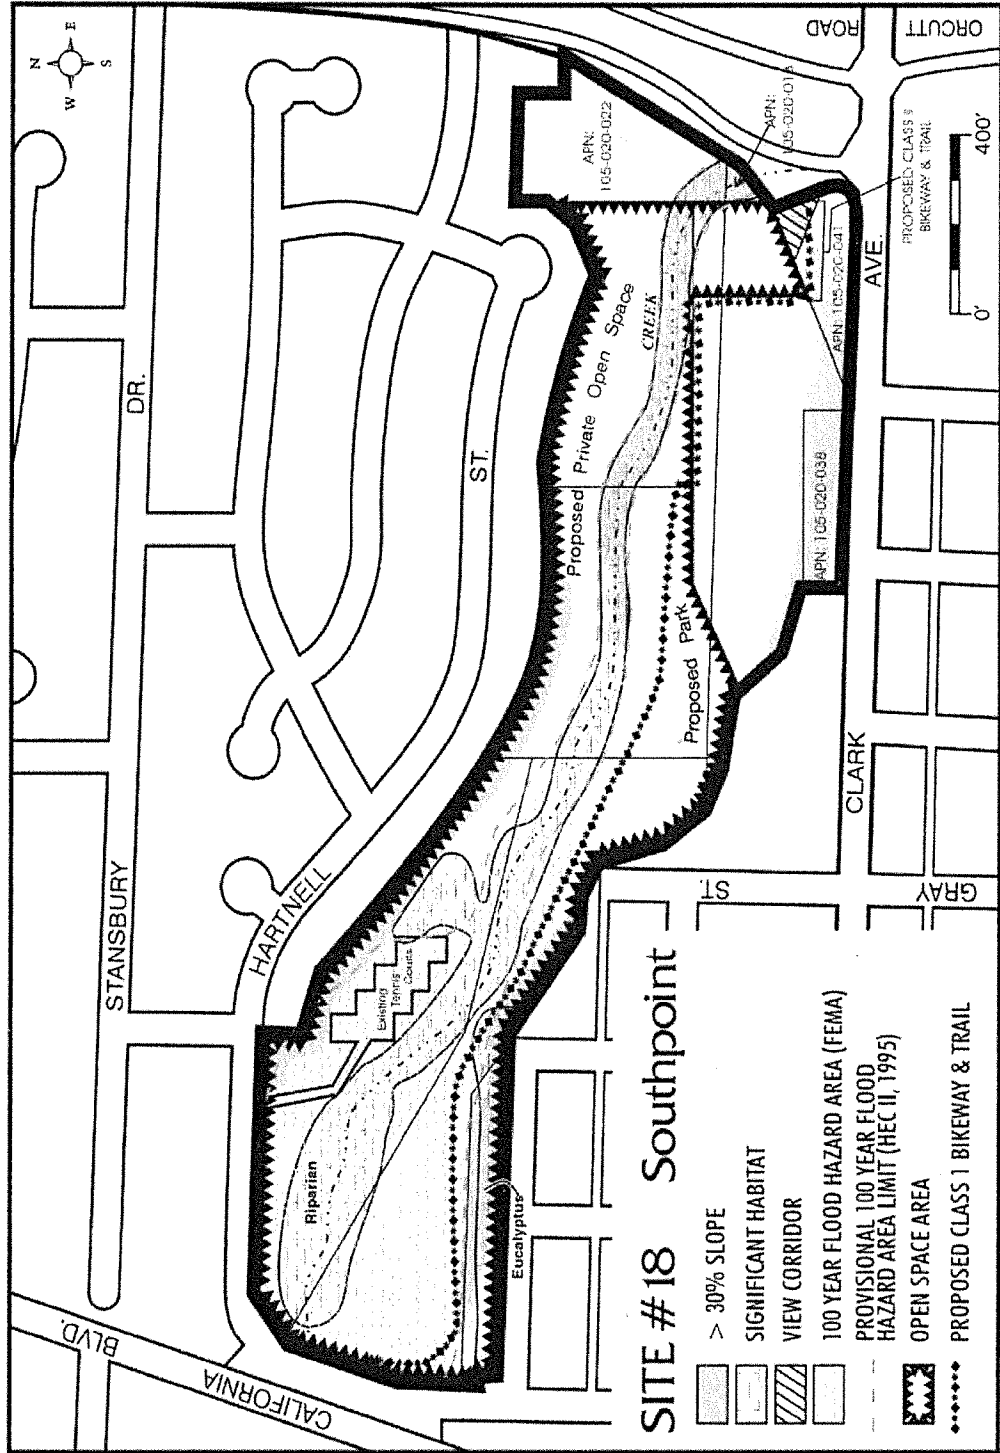 SITE #18 Southpoint
> 30% SLOPE
SIGNIFICANT HABITAT
VIEW CORRIDOR
100 YEAR FLOOD HAZARD AREA (FEMA)
PROVISIONAL 100 YEAR FLOOD
HAZARD AREA LIMIT (HEC II, 1995)
OPEN SPACE AREA
PROPOSED CLASS 1 BIKEWAY & TRAIL
CALIFORNIA
BLVD.
STANSBURY
DR.
HARTNELL
ST.
N
E
S
W
Riparian
Eucalyptus
Existing
Tennis
Courts
Proposed Private Open Space
CREEK
Proposed Park
APN:
105-020-022
APN:
APN: 105-020-041
APN: 105-020-038
PROPOSED CLASS
BIKEWAY & TRAIL
GRAY
ST.
CLARK
AVE.
ORCUTT
ROAD
0'
400'